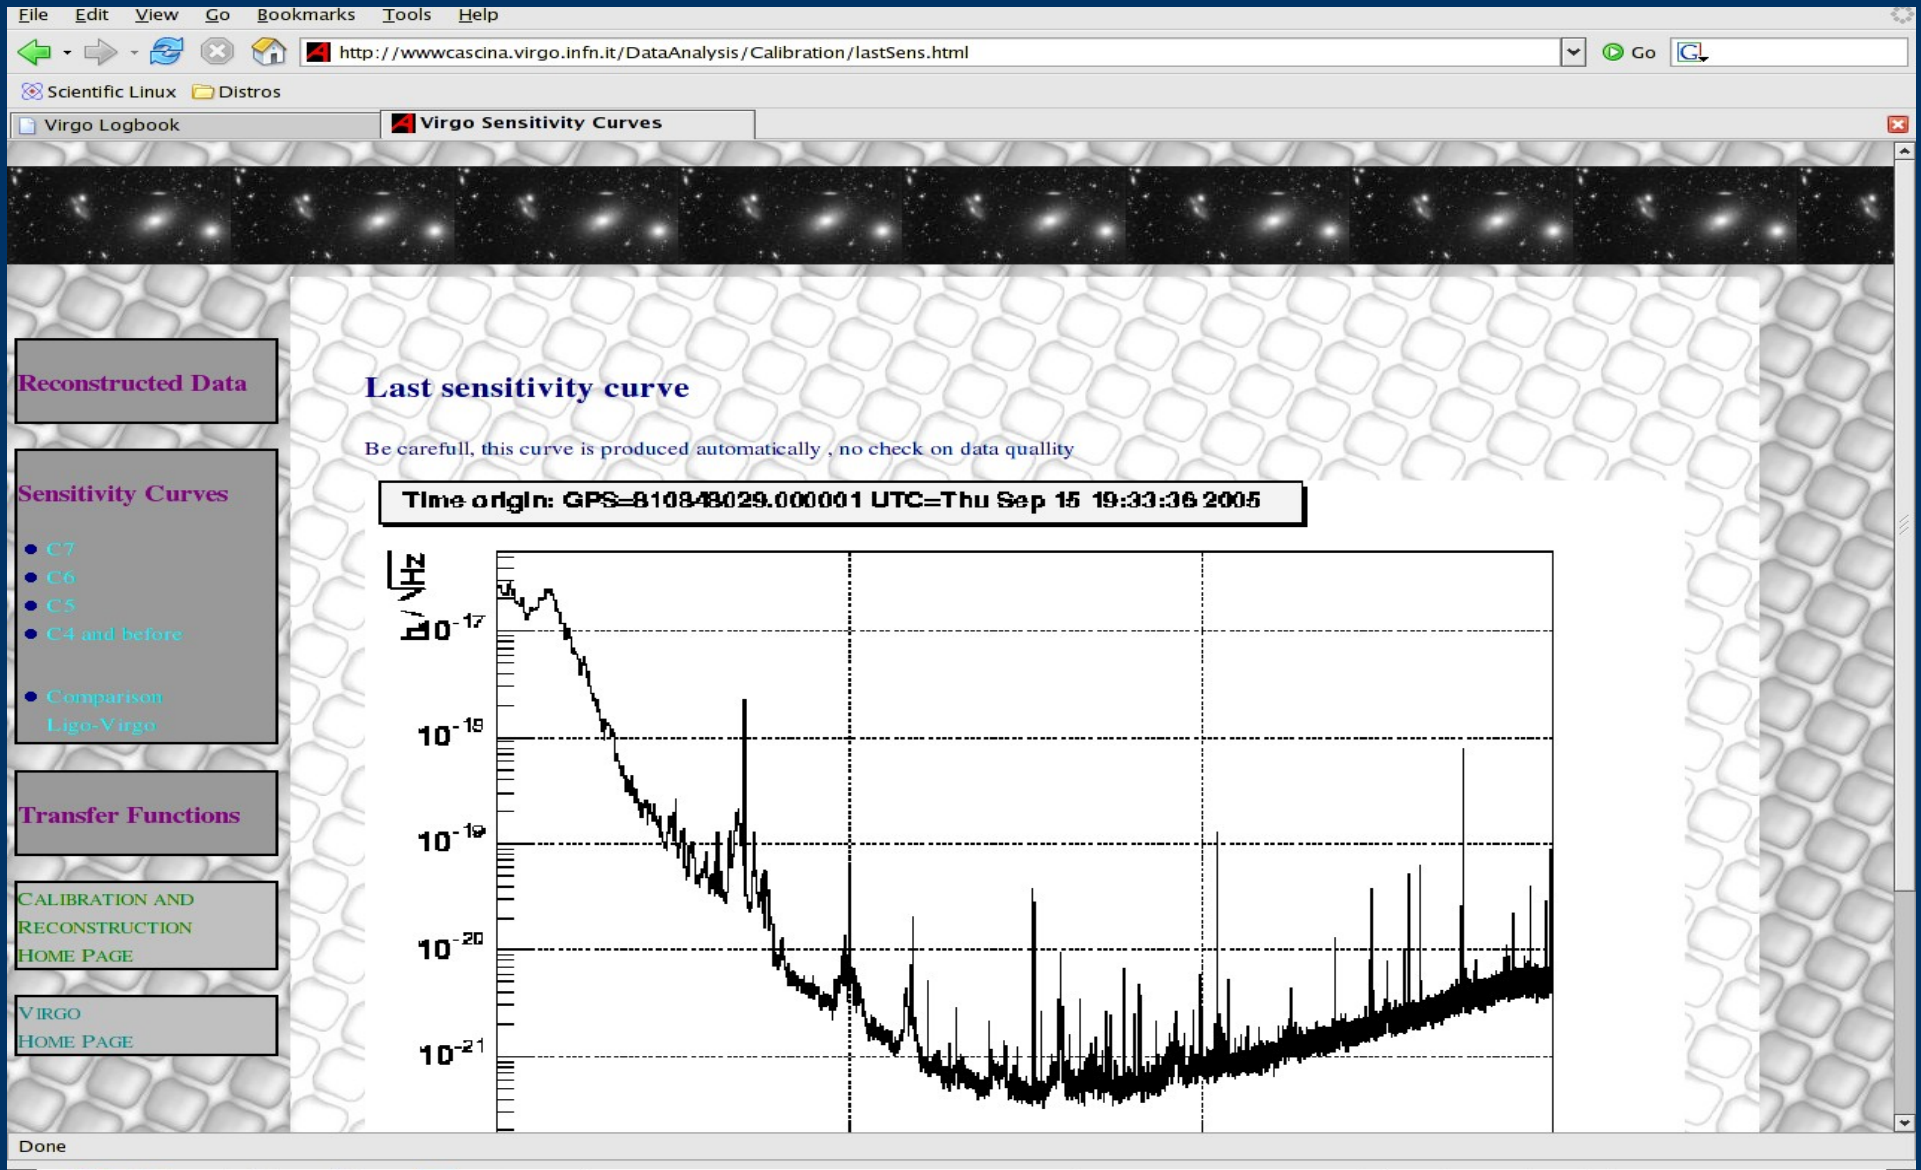 File Edit View Go Bookmarks Tools Help
http://wwwcascina.virgo.infn.it/DataAnalysis/Calibration/lastSens.html
Go
G
Scientific Linux Distros
Virgo Logbook
Virgo Sensitivity Curves
Reconstructed Data
Sensitivity Curves
C7
C6
C5
C4 and before
Comparison
Ligo-Virgo
Transfer Functions
CALIBRATION AND
RECONSTRUCTION
HOME PAGE
VIRGO
HOME PAGE
Last sensitivity curve
Be carefull, this curve is produced automatically , no check on data quallity
Time origin: GPS=810848029.000001 UTC=Thu Sep 15 19:33:36 2005
h / √Hz
10⁻¹⁷
10⁻¹⁸
10⁻¹⁹
10⁻²⁰
10⁻²¹
Done